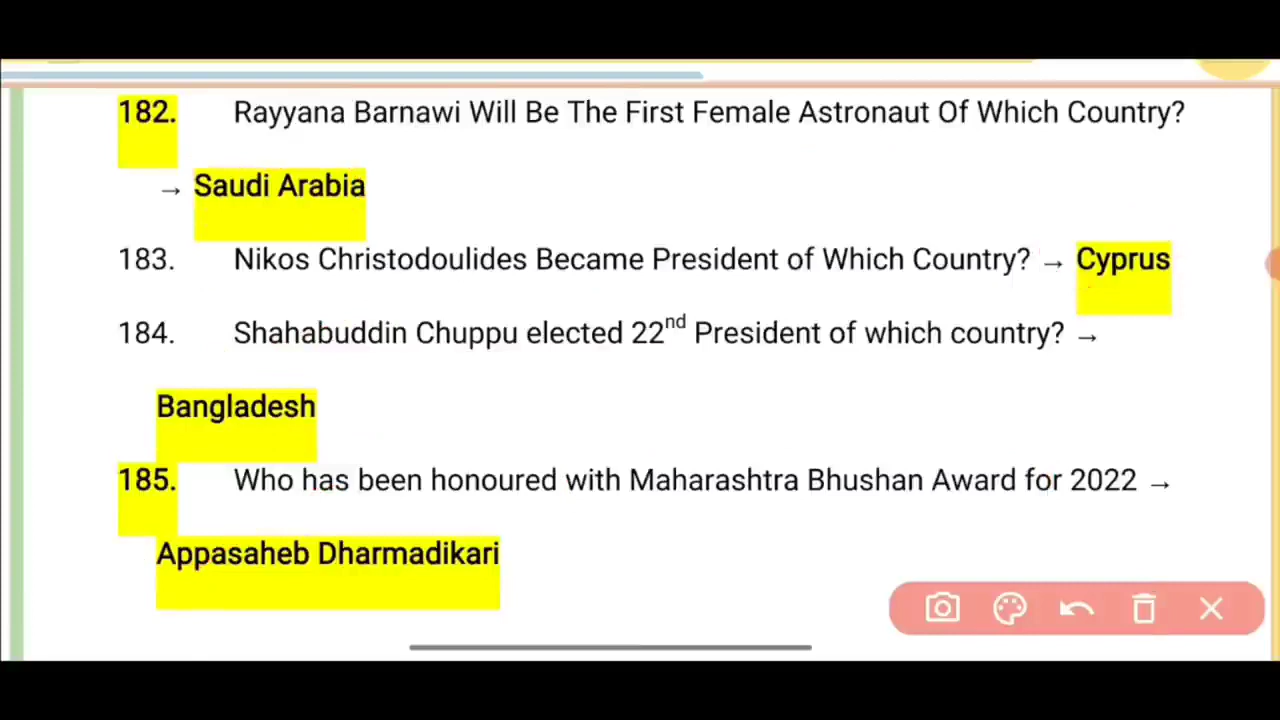 182. Rayyana Barnawi Will Be The First Female Astronaut Of Which Country?
→ Saudi Arabia
183. Nikos Christodoulides Became President of Which Country? → Cyprus
184. Shahabuddin Chuppu elected 22nd President of which country? →
Bangladesh
185. Who has been honoured with Maharashtra Bhushan Award for 2022 →
Appasaheb Dharmadikari